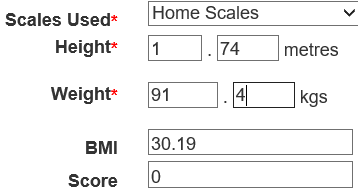 Scales Used* Home Scales
Height* 1 . 74 metres
Weight* 91 . 4 kgs
BMI 30.19
Score 0